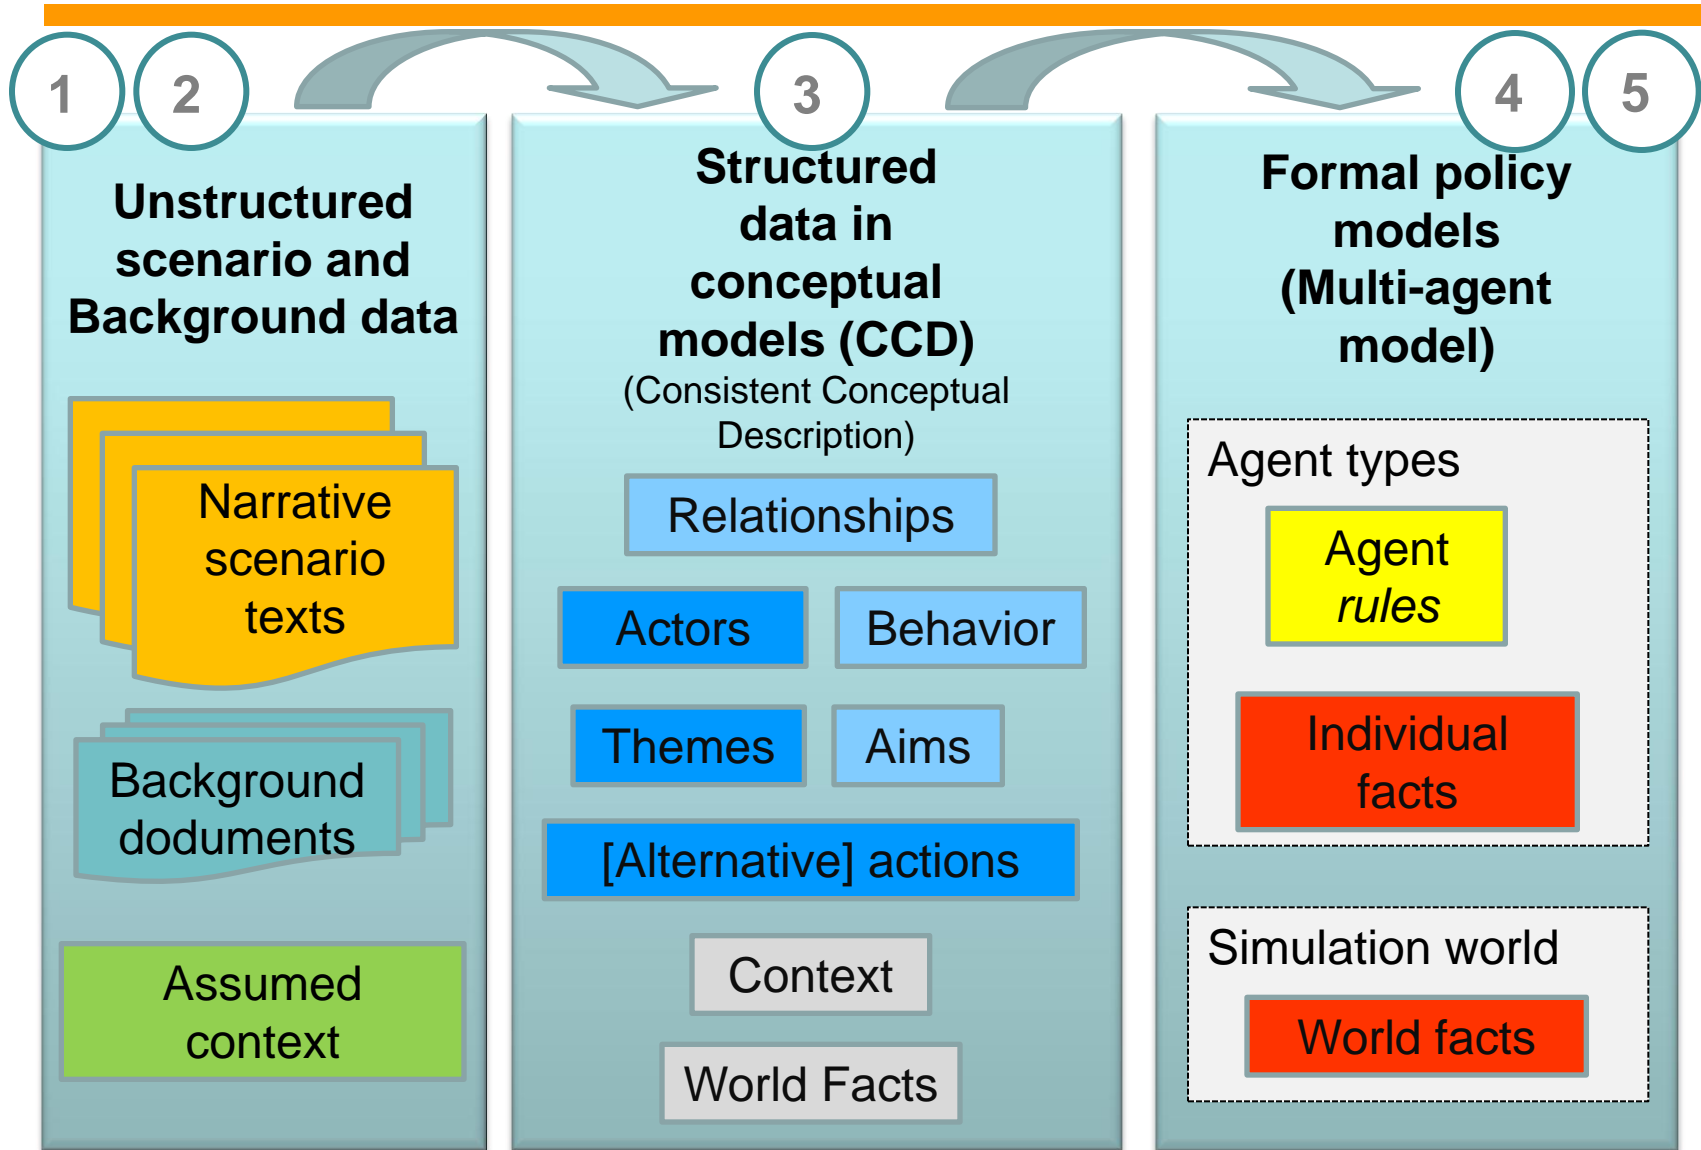 1
2
3
4
5
Unstructured
scenario and
Background data
Narrative
scenario
texts
Background
doduments
Assumed
context
Structured
data in
conceptual
models (CCD)
(Consistent Conceptual
Description)
Relationships
Actors
Behavior
Themes
Aims
[Alternative] actions
Context
World Facts
Formal policy
models
(Multi-agent
model)
Agent types
Agent
rules
Individual
facts
Simulation world
World facts